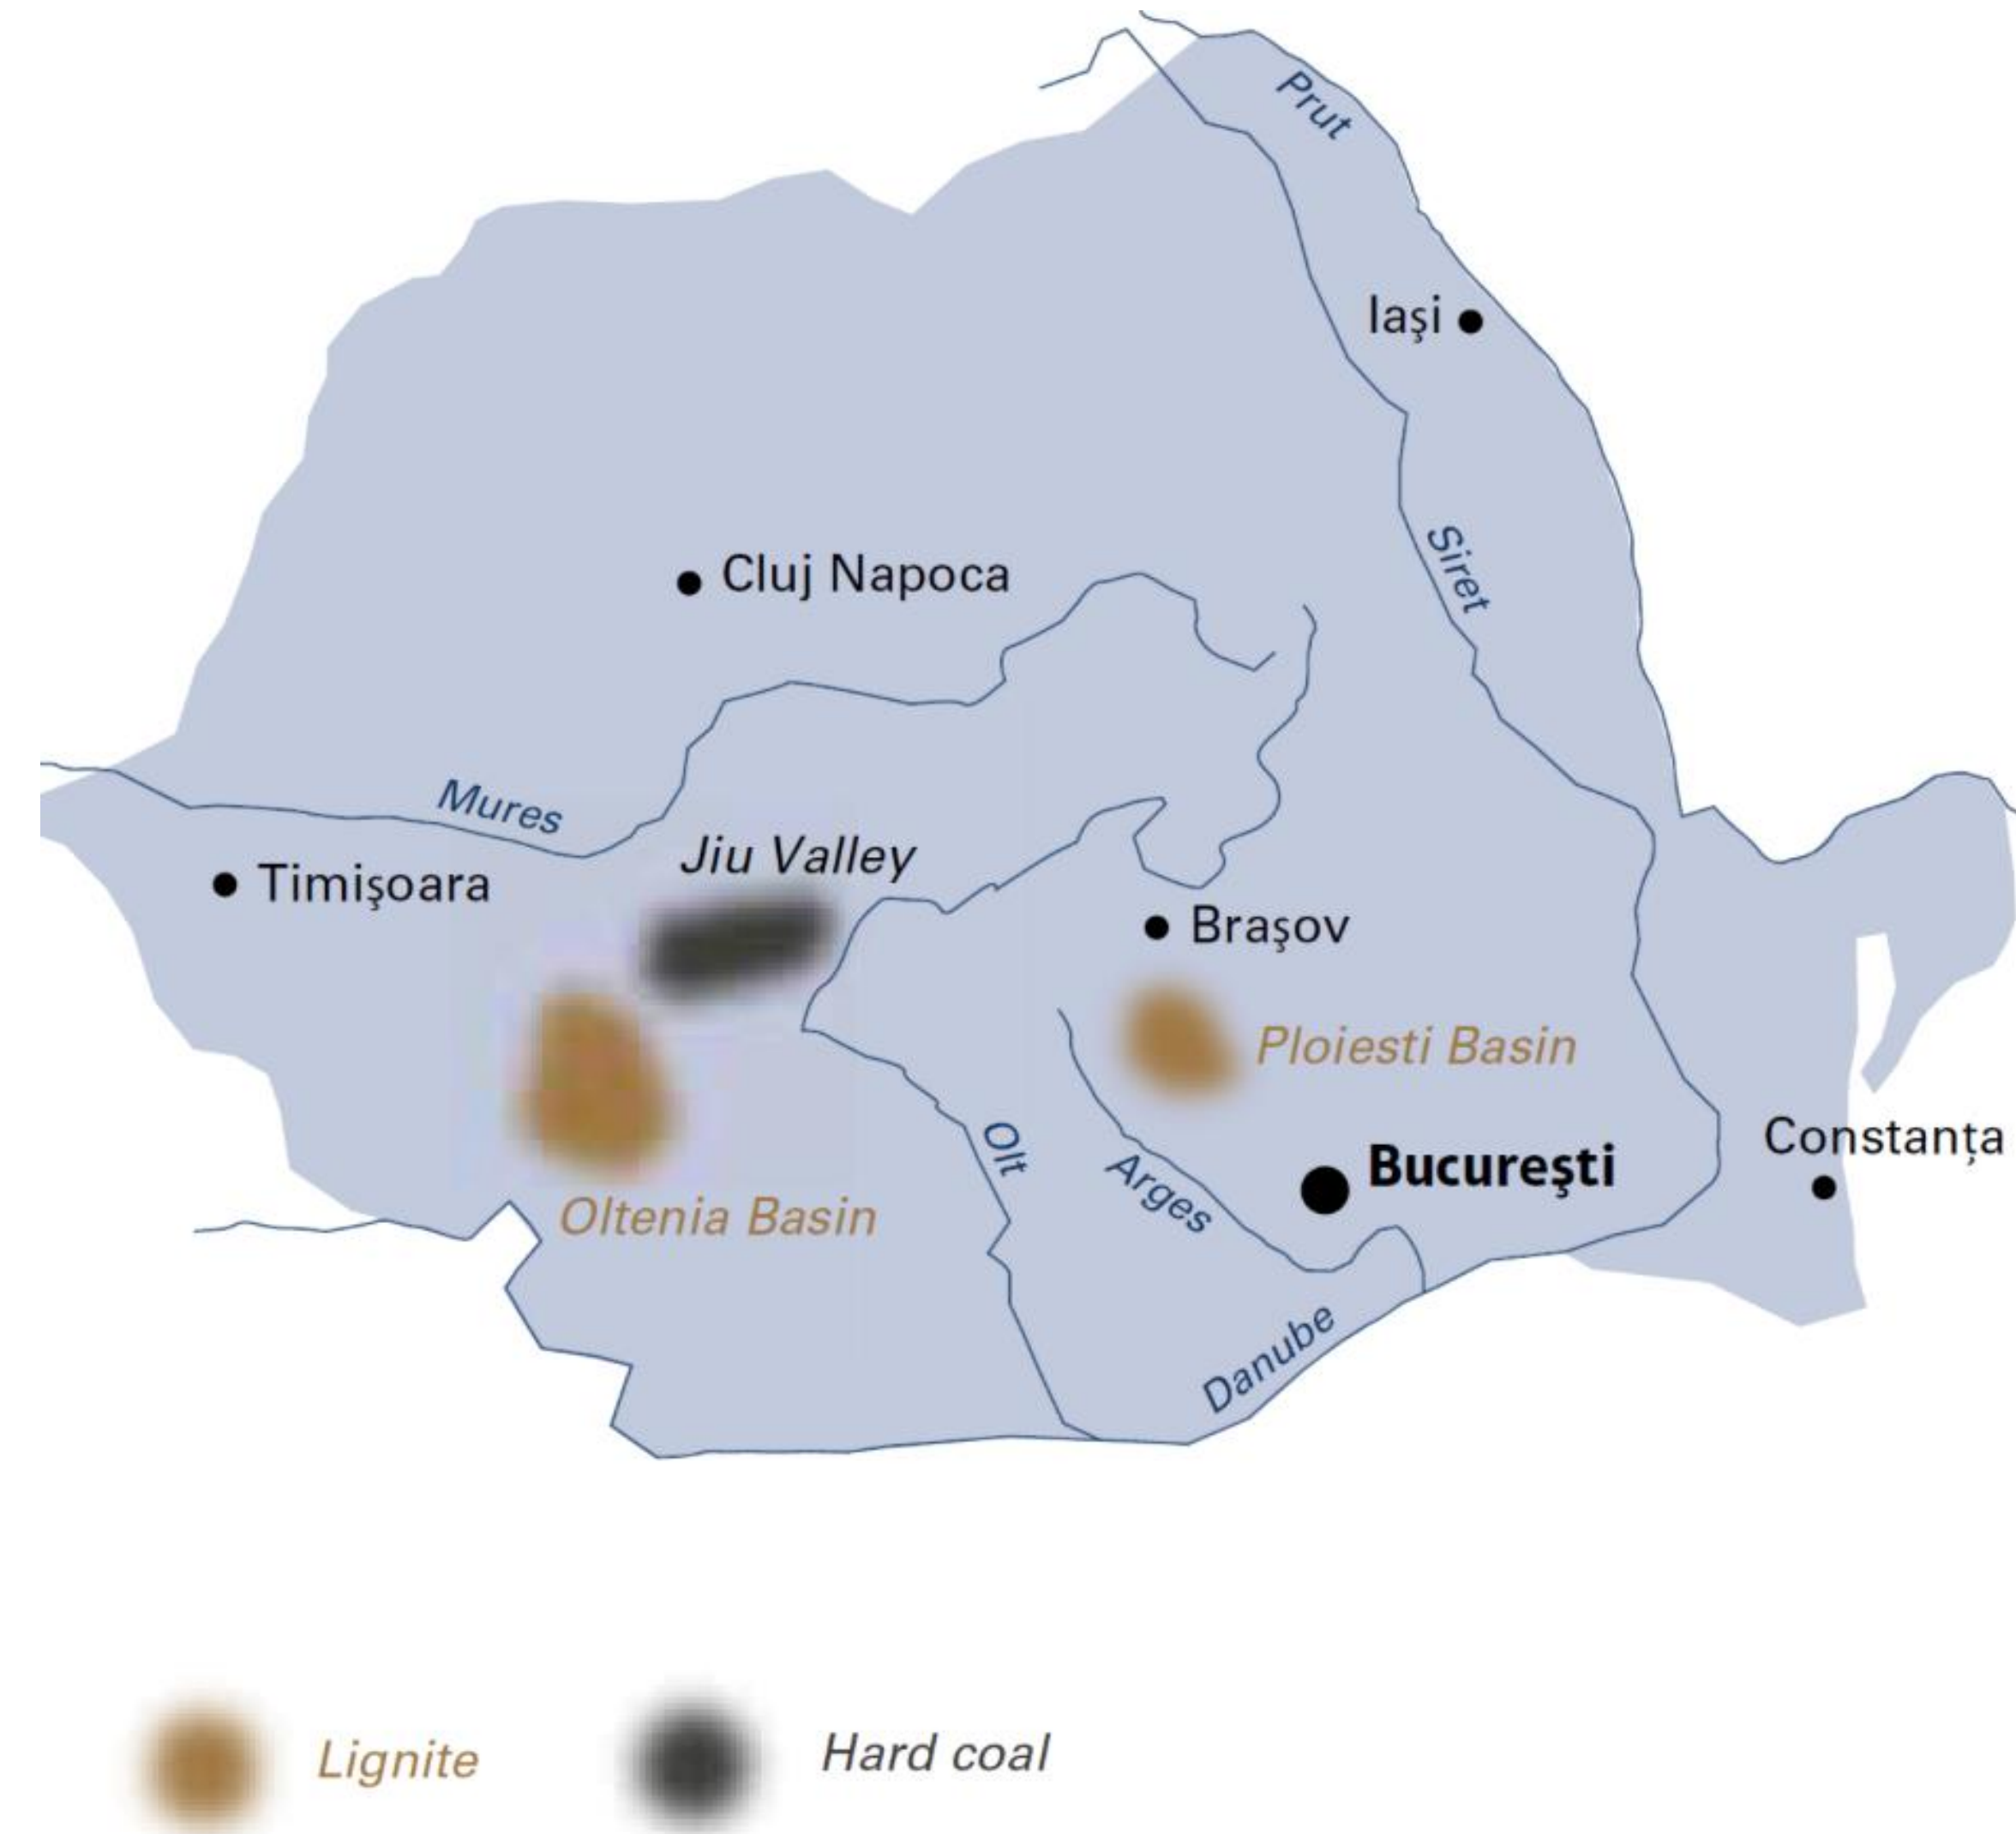 Prut
Iaşi
Siret
Cluj Napoca
Mures
Jiu Valley
Timişoara
Braşov
Ploiesti Basin
Olt
Constanța
Arges
Bucureşti
Oltenia Basin
Danube
Lignite
Hard coal